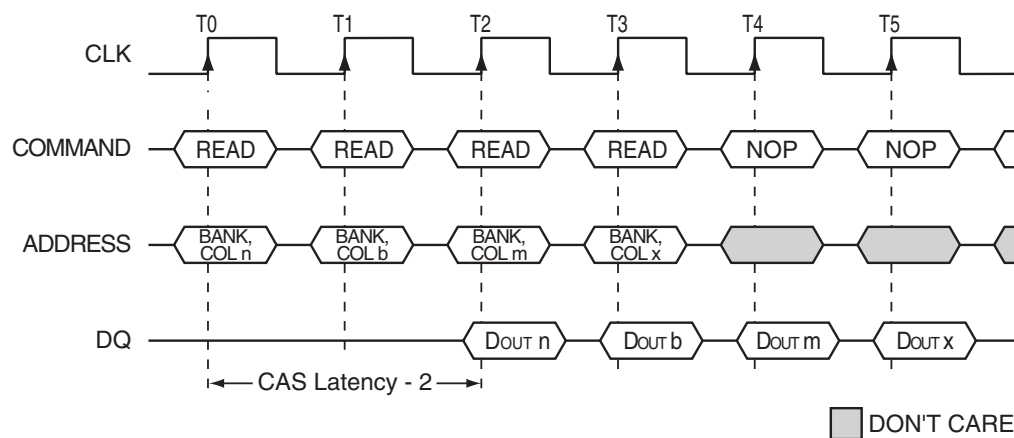 T0 T1 T2 T3 T4 T5
CLK
COMMAND READ READ READ READ NOP NOP
ADDRESS BANK, COL n BANK, COL b BANK, COL m BANK, COL x
DQ DOUT n DOUT b DOUT m DOUT x
CAS Latency - 2
DON'T CARE